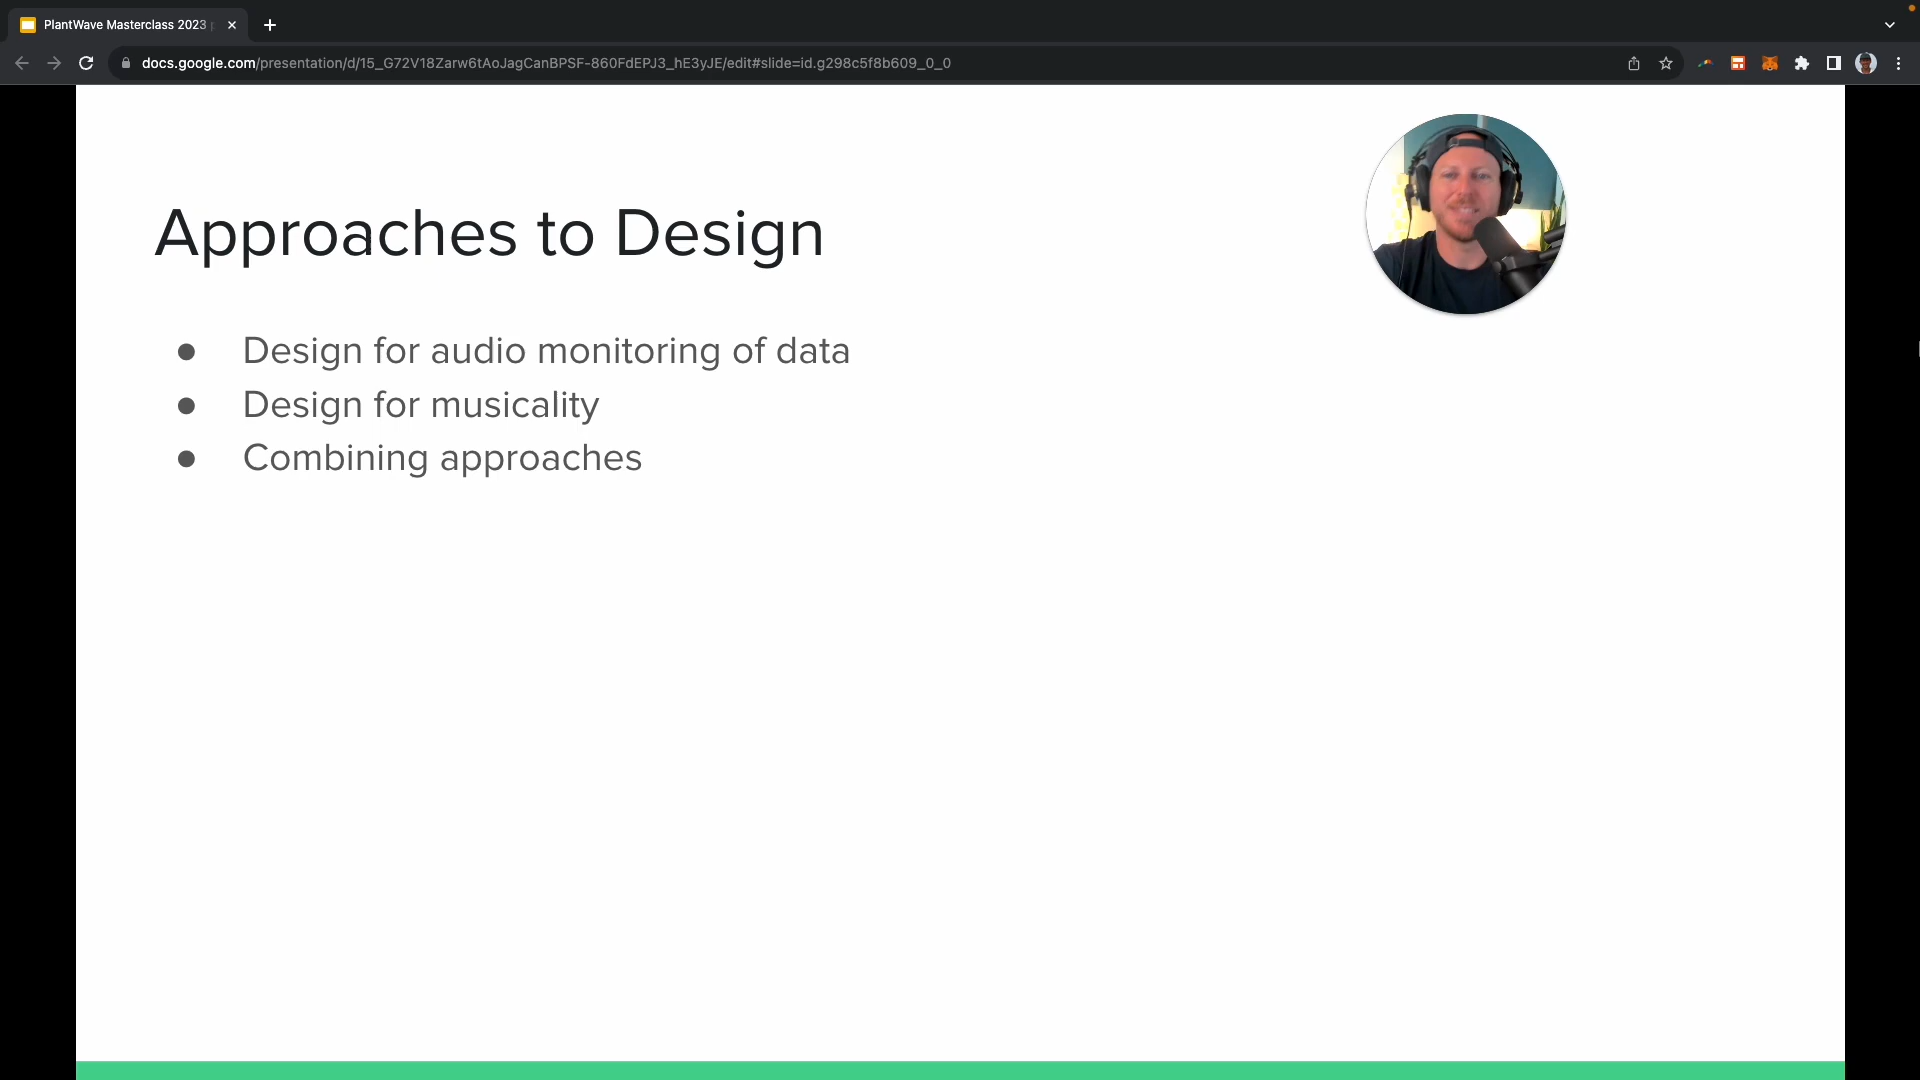 PlantWave Masterclass 2023
docs.google.com/presentation/d/15_G72V18Zarw6tAoJagCanBPSF-860FdEPJ3_hE3yJE/edit#slide=id.g298c5f8b609_0_0
Approaches to Design
● Design for audio monitoring of data
● Design for musicality
● Combining approaches